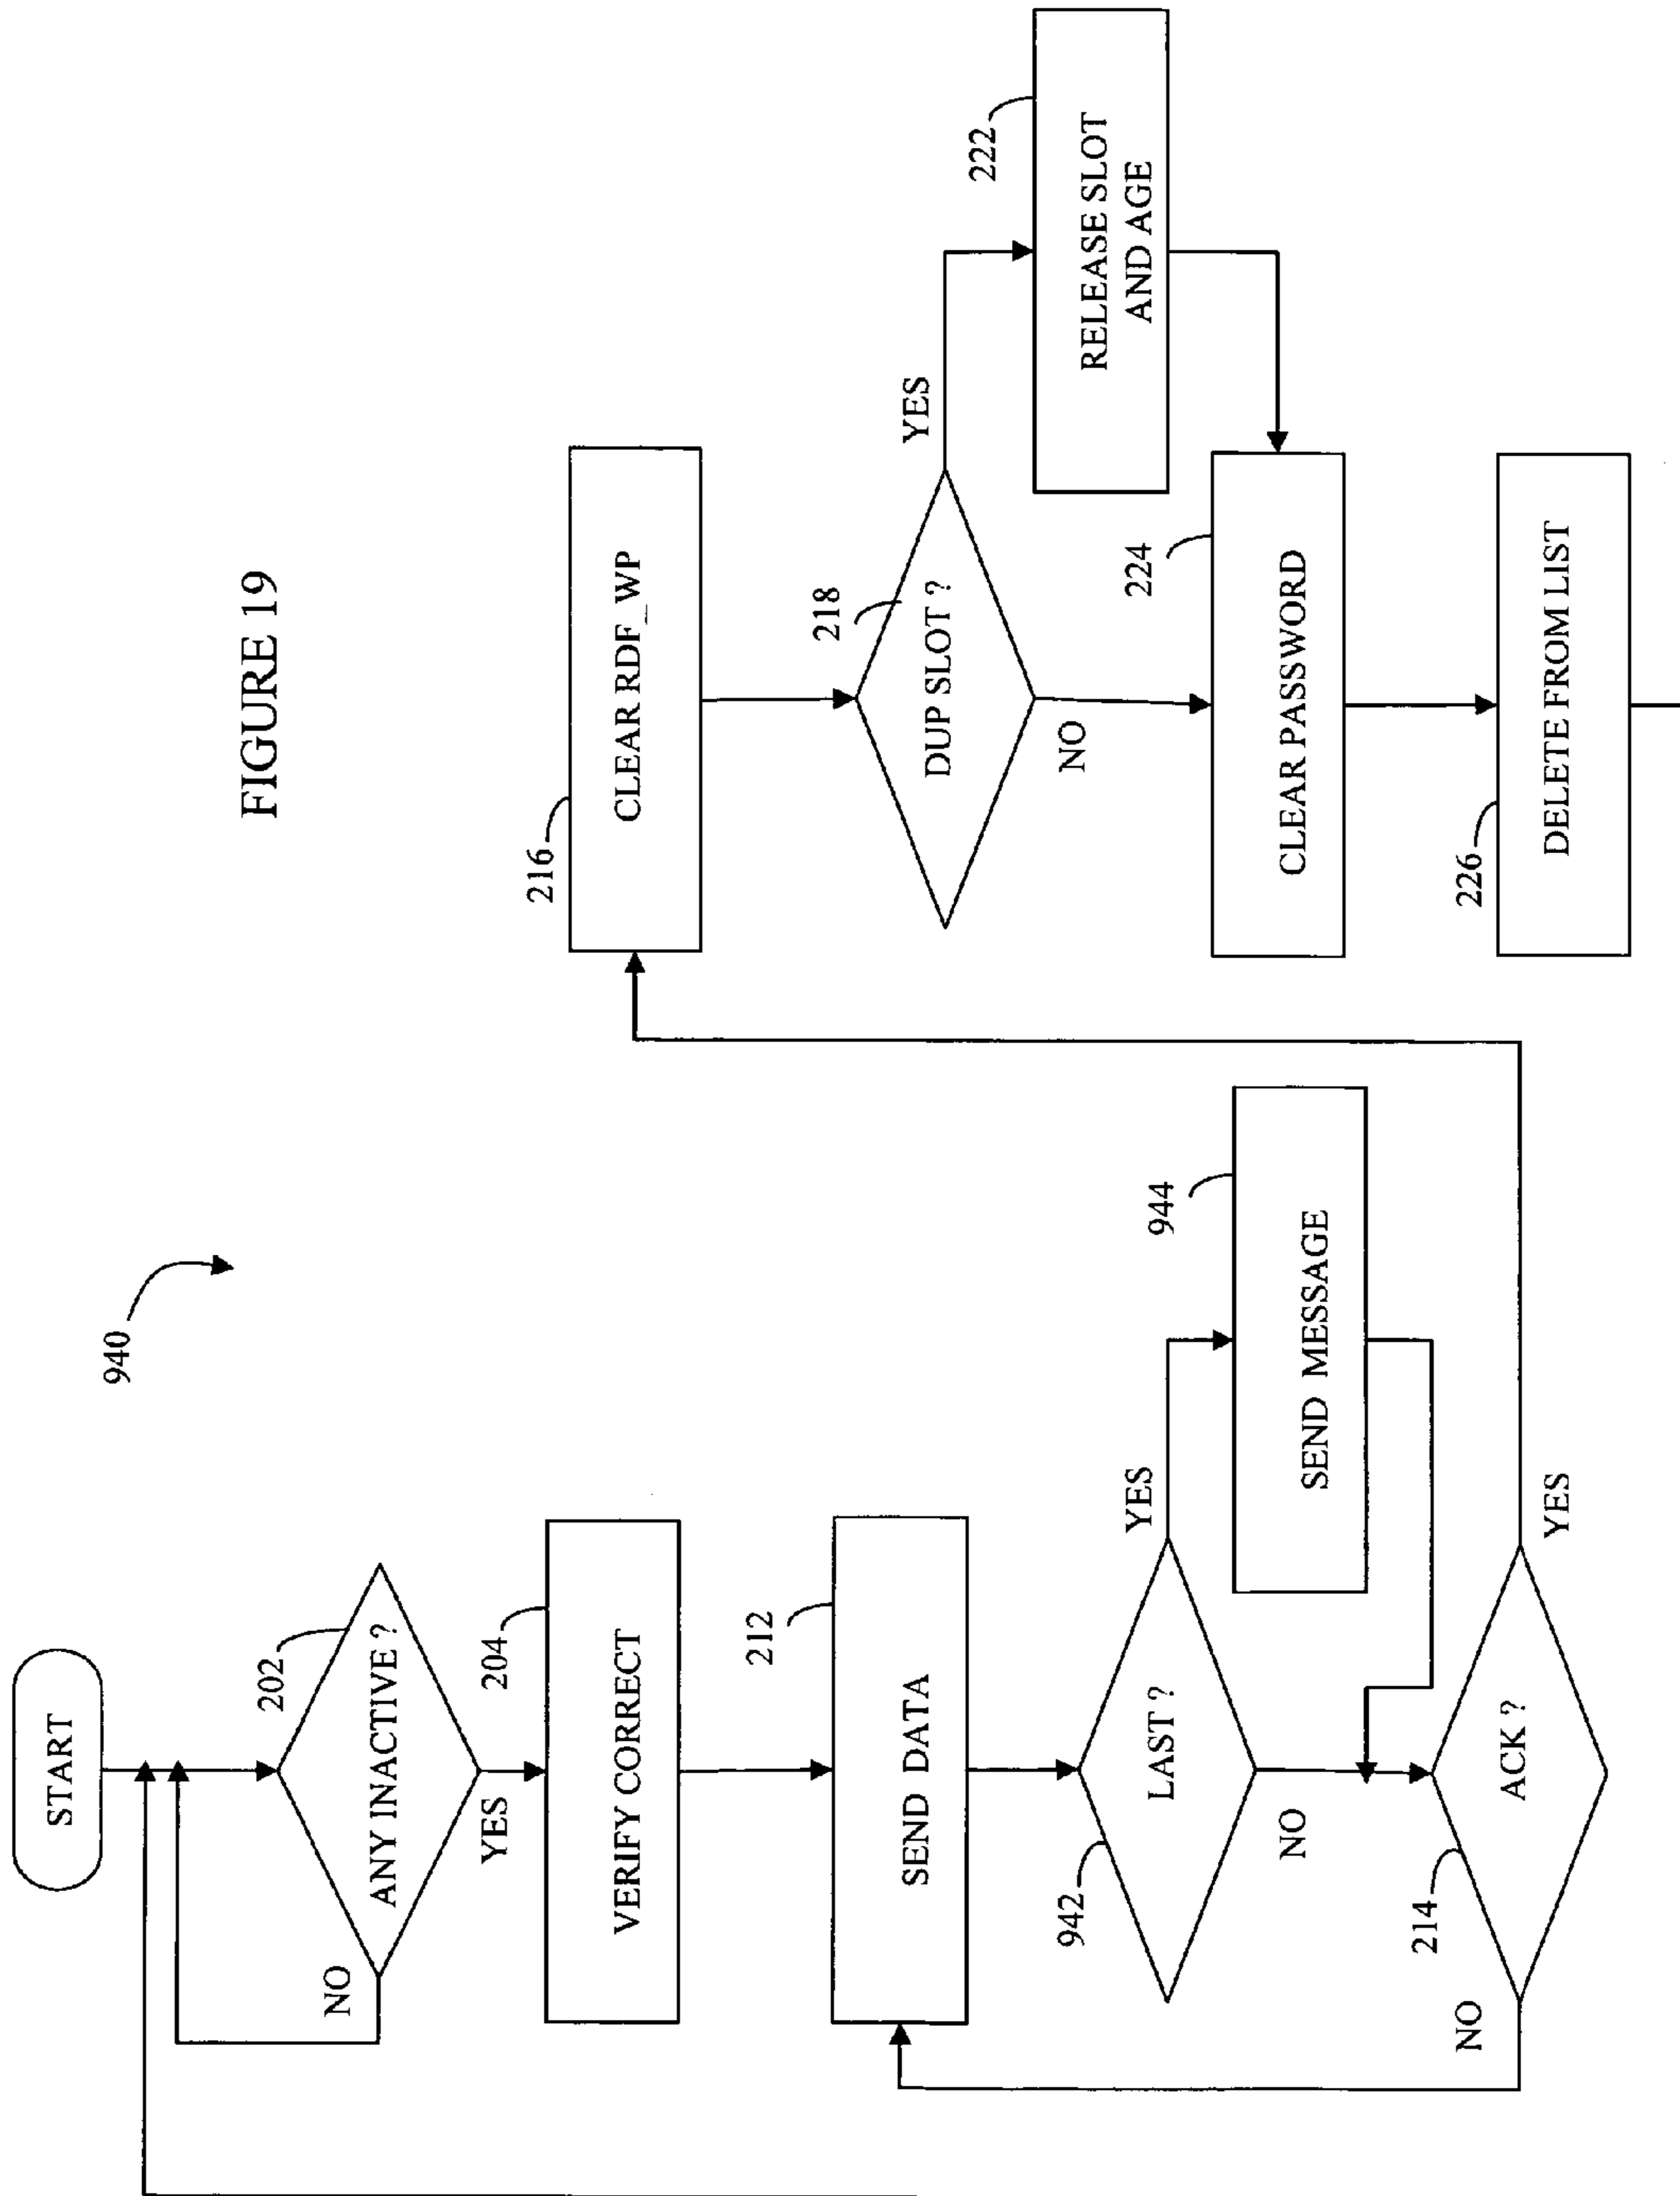 FIGURE 19
940
START
202
ANY INACTIVE ?
NO
YES
204
VERIFY CORRECT
212
SEND DATA
LAST ?
942
YES
NO
944
SEND MESSAGE
214
ACK ?
NO
YES
216
CLEAR RDF_WP
218
DUP SLOT ?
YES
NO
222
RELEASE SLOT
AND AGE
224
CLEAR PASSWORD
226
DELETE FROM LIST